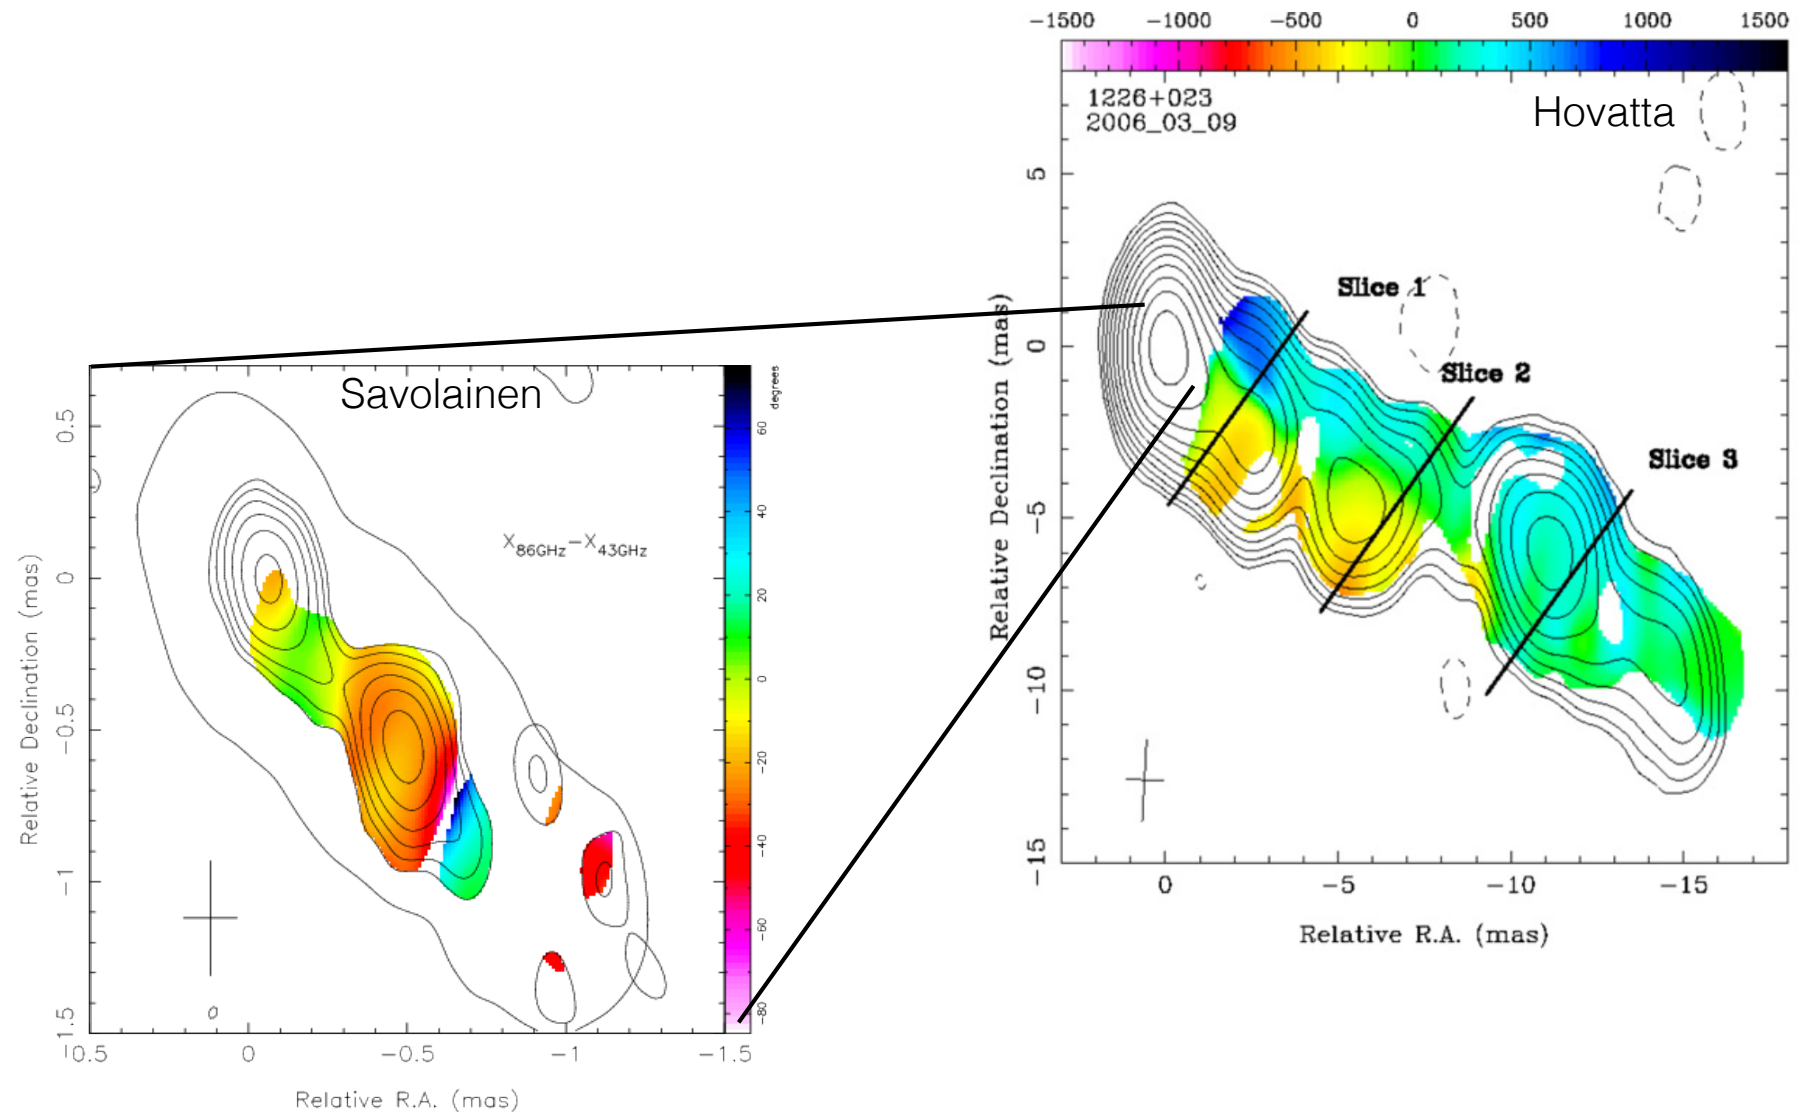 -1500 -1000 -500 0 500 1000 1500
1226+023
2006_03_09
Hovatta
Slice 1
Slice 2
Slice 3
5
0
-5
-10
-15
Relative Declination (mas)
0 -5 -10 -15
Relative R.A. (mas)
Savolainen
X86GHz-X43GHz
degrees
60
40
20
0
-20
-40
-60
-80
0.5
0
-0.5
-1
-1.5
Relative Declination (mas)
0.5 0 -0.5 -1 -1.5
Relative R.A. (mas)